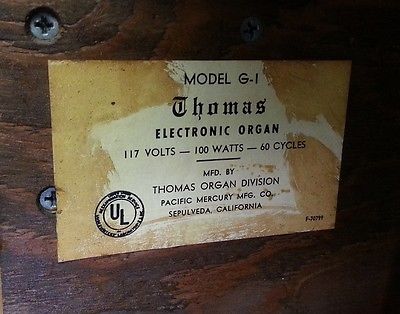 MODEL G-1
Thomas
ELECTRONIC ORGAN
117 VOLTS — 100 WATTS — 60 CYCLES
MFD. BY
THOMAS ORGAN DIVISION
PACIFIC MERCURY MFG. CO.
SEPULVEDA, CALIFORNIA
UL
F-70799